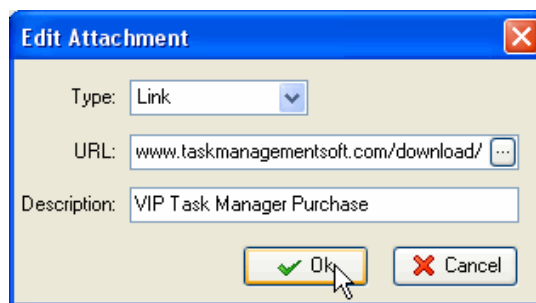 Edit Attachment
Type: Link
URL: www.taskmanagementsoft.com/download/ ...
Description: VIP Task Manager Purchase
Ok Cancel